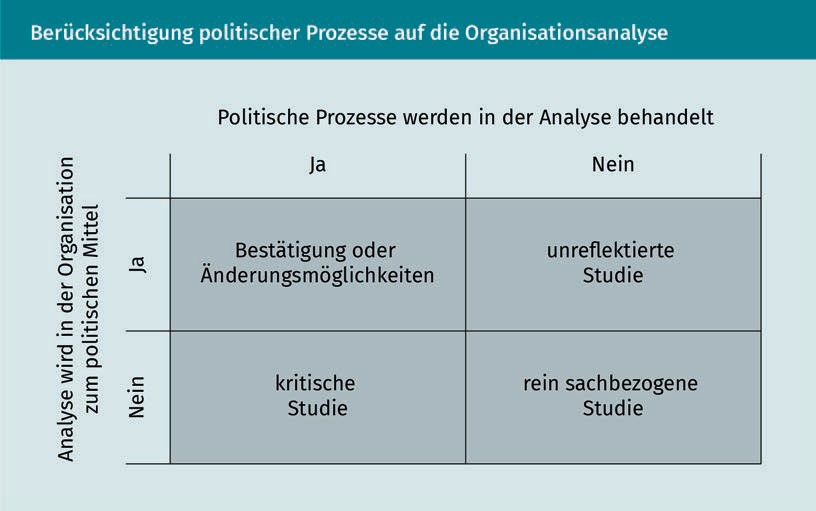 Berücksichtigung politischer Prozesse auf die Organisationsanalyse
Politische Prozesse werden in der Analyse behandelt
Ja
Nein
Analyse wird in der Organisation
zum politischen Mittel
Ja
Bestätigung oder
Änderungsmöglichkeiten
unreflektierte
Studie
Nein
kritische
Studie
rein sachbezogene
Studie